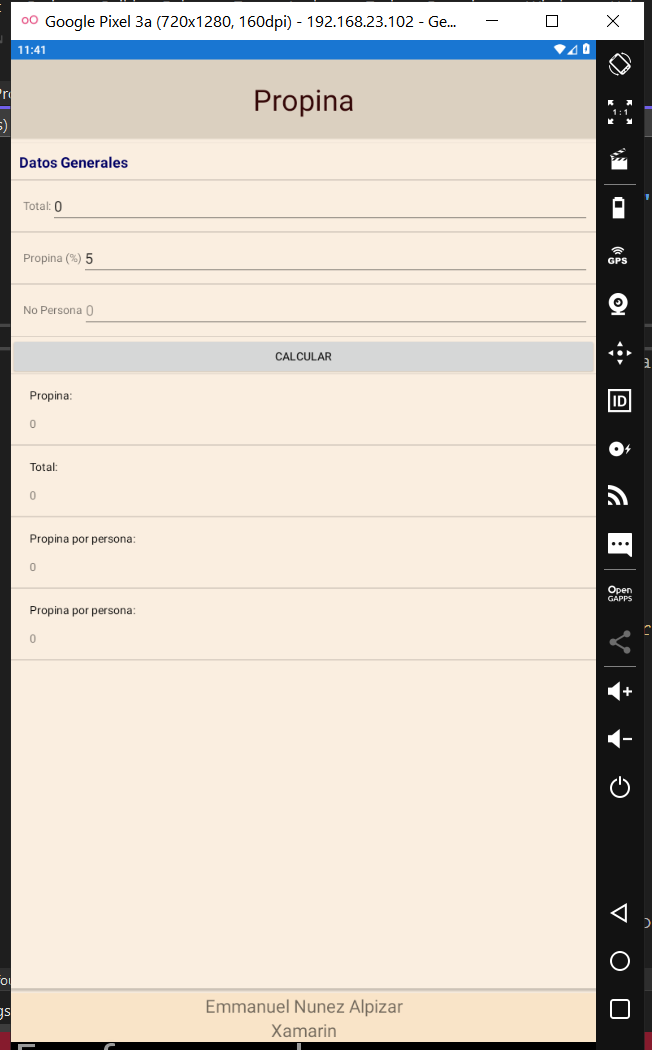 Google Pixel 3a (720x1280, 160dpi) - 192.168.23.102 - Ge...
11:41
Propina
Datos Generales
Total: 0
Propina (%) 5
No Persona 0
CALCULAR
Propina:
0
Total:
0
Propina por persona:
0
Propina por persona:
0
Emmanuel Nunez Alpizar
Xamarin
1:1
GPS
ID
Open
GAPPS